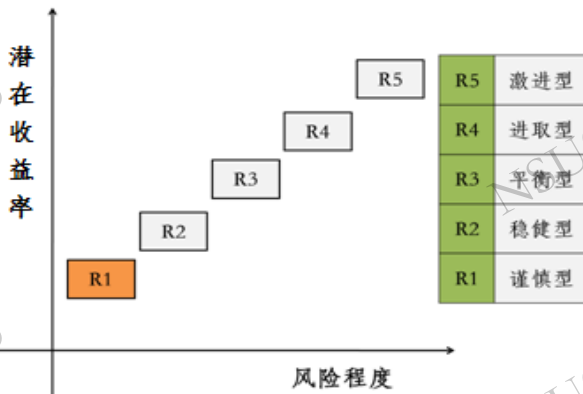 潜在收益率
R5
R4
R3
R2
R1
风险程度
R5 激进型
R4 进取型
R3 平衡型
R2 稳健型
R1 谨慎型